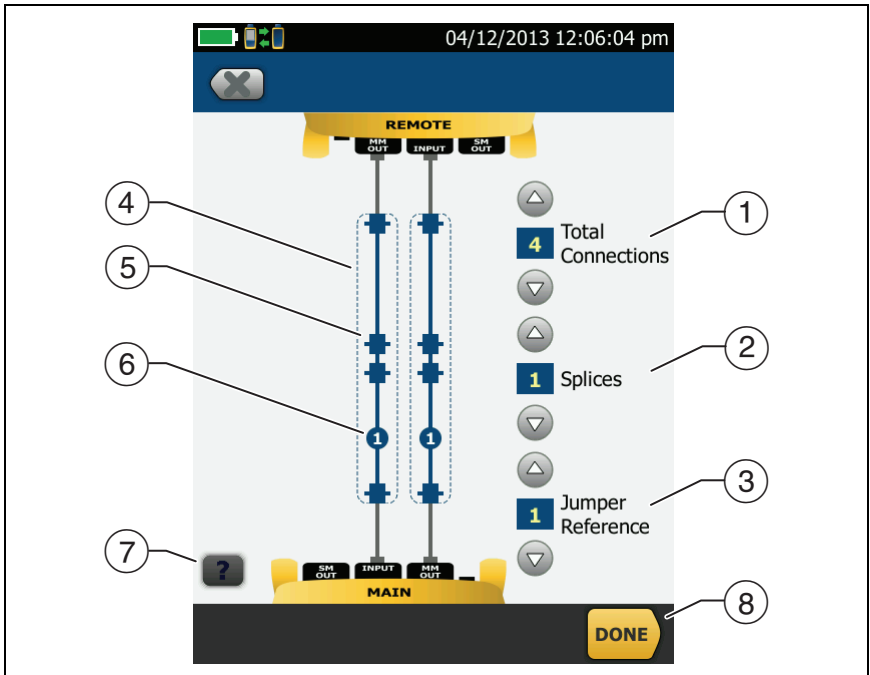 04/12/2013 12:06:04 pm
REMOTE
MM OUT INPUT SM OUT
4
1
4 Total Connections
5
2
1 Splices
6
1 1
3
1 Jumper Reference
7
?
SM OUT INPUT MM OUT
MAIN
8
DONE